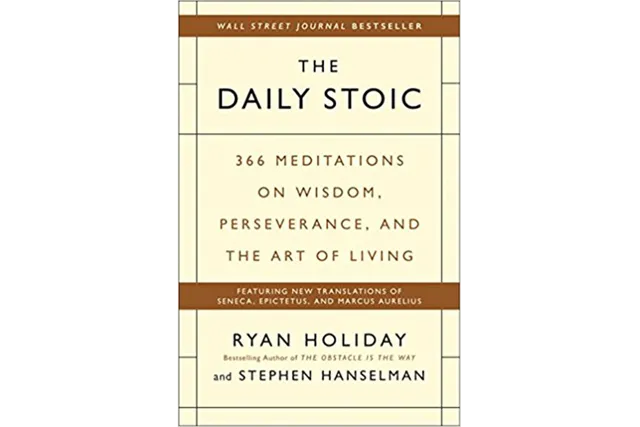 WALL STREET JOURNAL BESTSELLER
THE
DAILY STOIC
366 MEDITATIONS
ON WISDOM,
PERSEVERANCE, AND
THE ART OF LIVING
FEATURING NEW TRANSLATIONS OF
SENECA, EPICTETUS, AND MARCUS AURELIUS
RYAN HOLIDAY
Bestselling Author of THE OBSTACLE IS THE WAY
and STEPHEN HANSELMAN